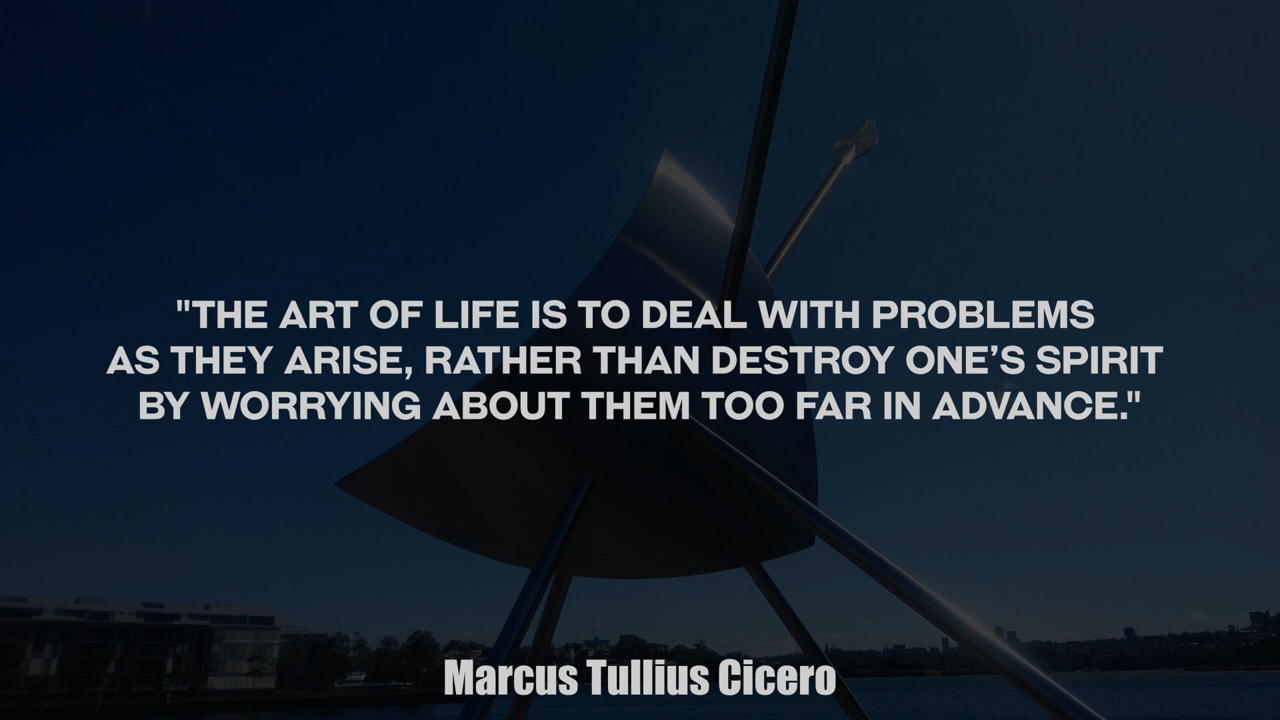 "THE ART OF LIFE IS TO DEAL WITH PROBLEMS
AS THEY ARISE, RATHER THAN DESTROY ONE’S SPIRIT
BY WORRYING ABOUT THEM TOO FAR IN ADVANCE."
Marcus Tullius Cicero